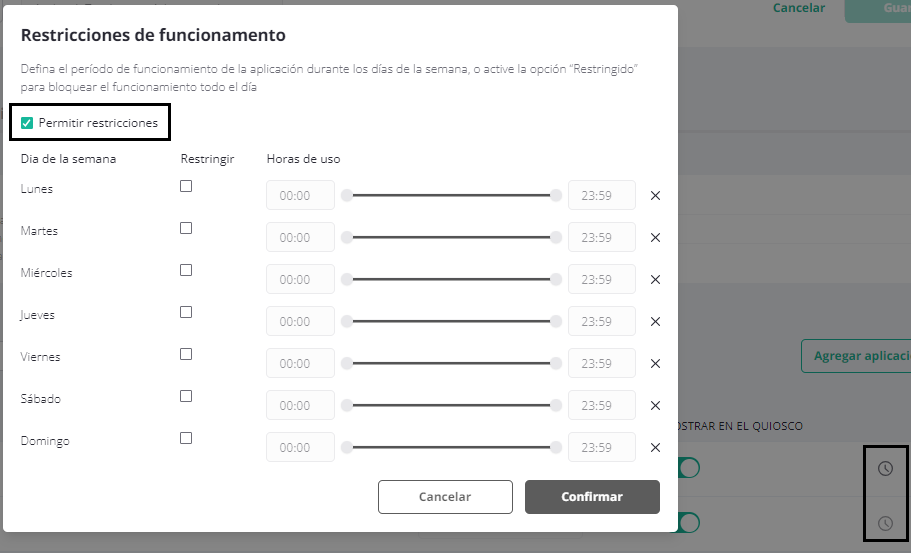 Cancelar
Restricciones de funcionamento
Defina el período de funcionamiento de la aplicación durante los días de la semana, o active la opción “Restringido”
para bloquear el funcionamiento todo el día
Permitir restricciones
Dia de la semana Restringir Horas de uso
Lunes 00:00 23:59
Martes 00:00 23:59
Miércoles 00:00 23:59
Jueves 00:00 23:59
Viernes 00:00 23:59
Agregar aplicaci
Sábado 00:00 23:59
OSTRAR EN EL QUIOSCO
Domingo 00:00 23:59
Cancelar Confirmar